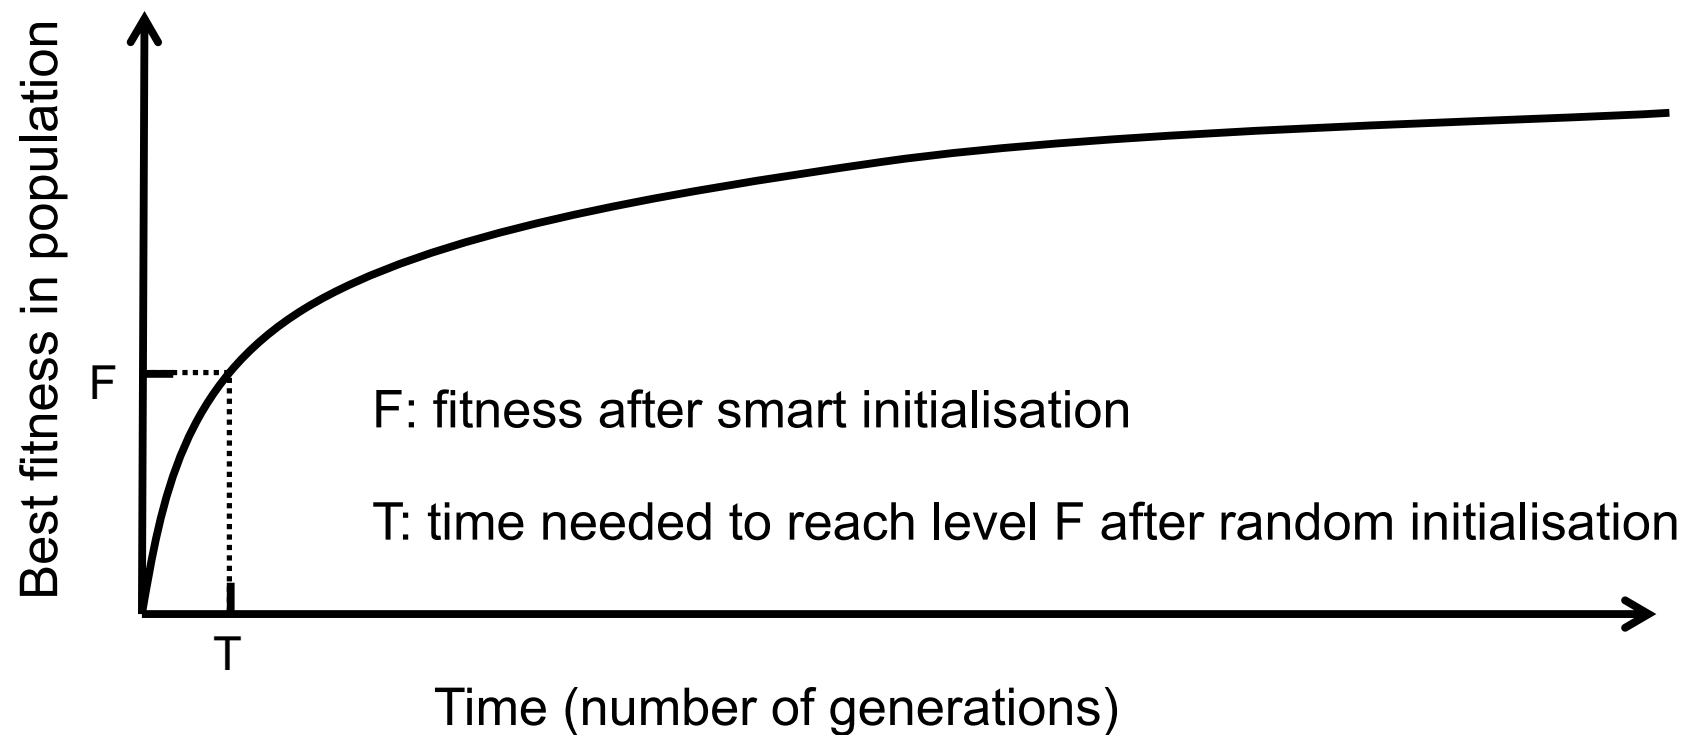 Best fitness in population
F
F: fitness after smart initialisation
T: time needed to reach level F after random initialisation
T
Time (number of generations)